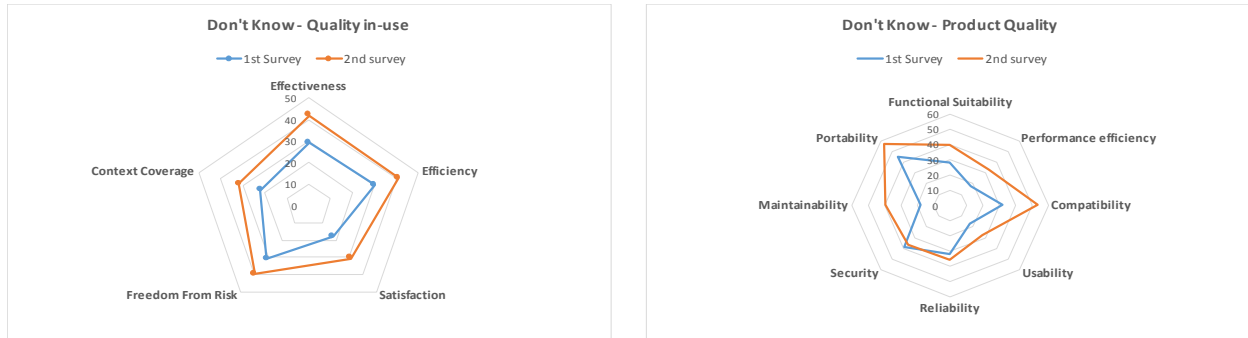 Don't Know - Quality in-use
1st Survey 2nd survey
Effectiveness
50
40
30
20
10
0
Context Coverage
Efficiency
Freedom From Risk
Satisfaction
Don't Know - Product Quality
1st Survey 2nd survey
Functional Suitability
60
50
40
30
20
10
0
Portability
Performance efficiency
Maintainability
Compatibility
Security
Usability
Reliability